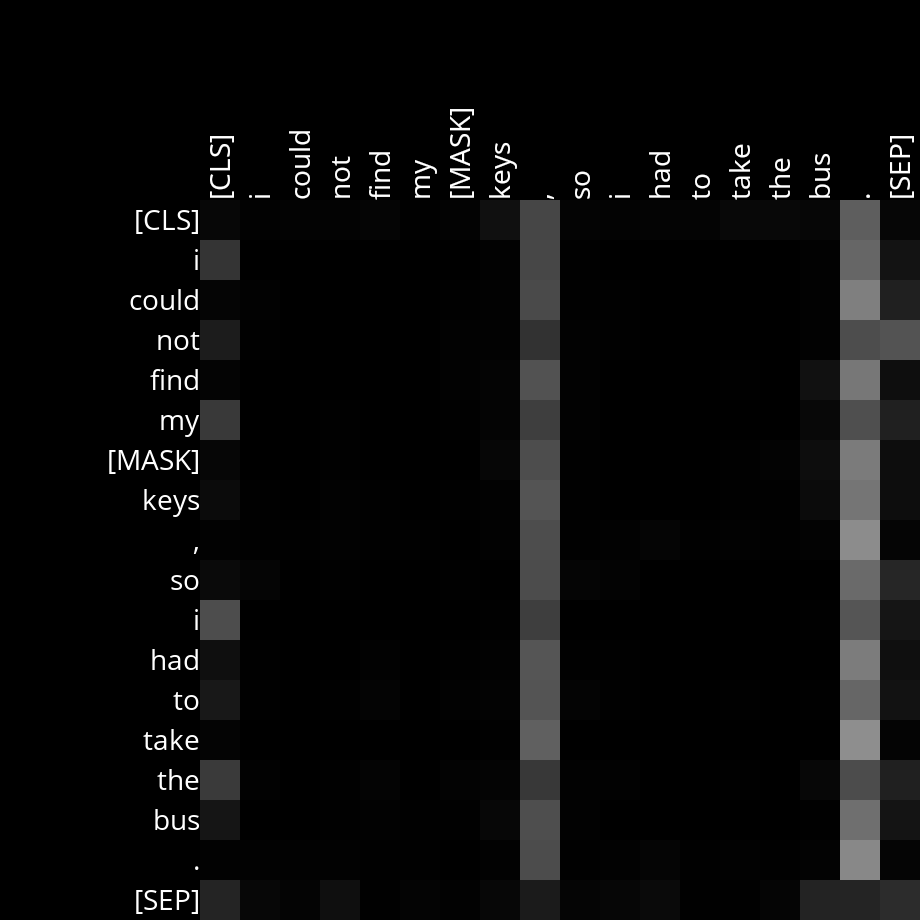 [CLS] i could not find my [MASK] keys , so i had to take the bus . [SEP]
[CLS]
i
could
not
find
my
[MASK]
keys
,
so
i
had
to
take
the
bus
.
[SEP]